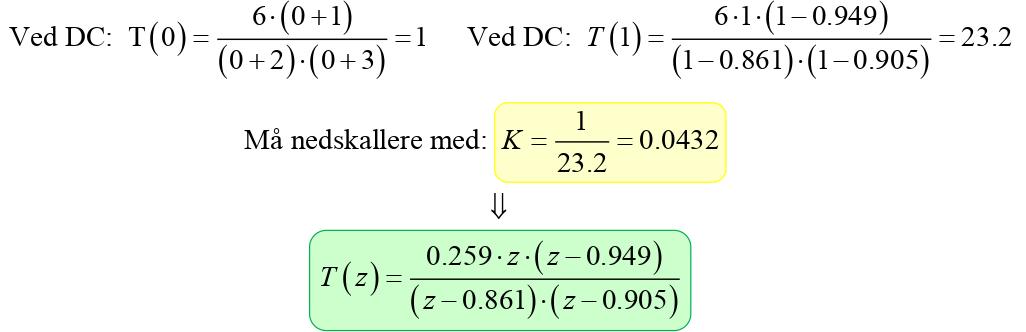 Ved DC: T(0) = 6·(0+1) / (0+2)·(0+3) = 1 Ved DC: T(1) = 6·1·(1−0.949) / (1−0.861)·(1−0.905) = 23.2
Må nedskallere med: K = 1 / 23.2 = 0.0432
⇓
T(z) = 0.259·z·(z−0.949) / (z−0.861)·(z−0.905)